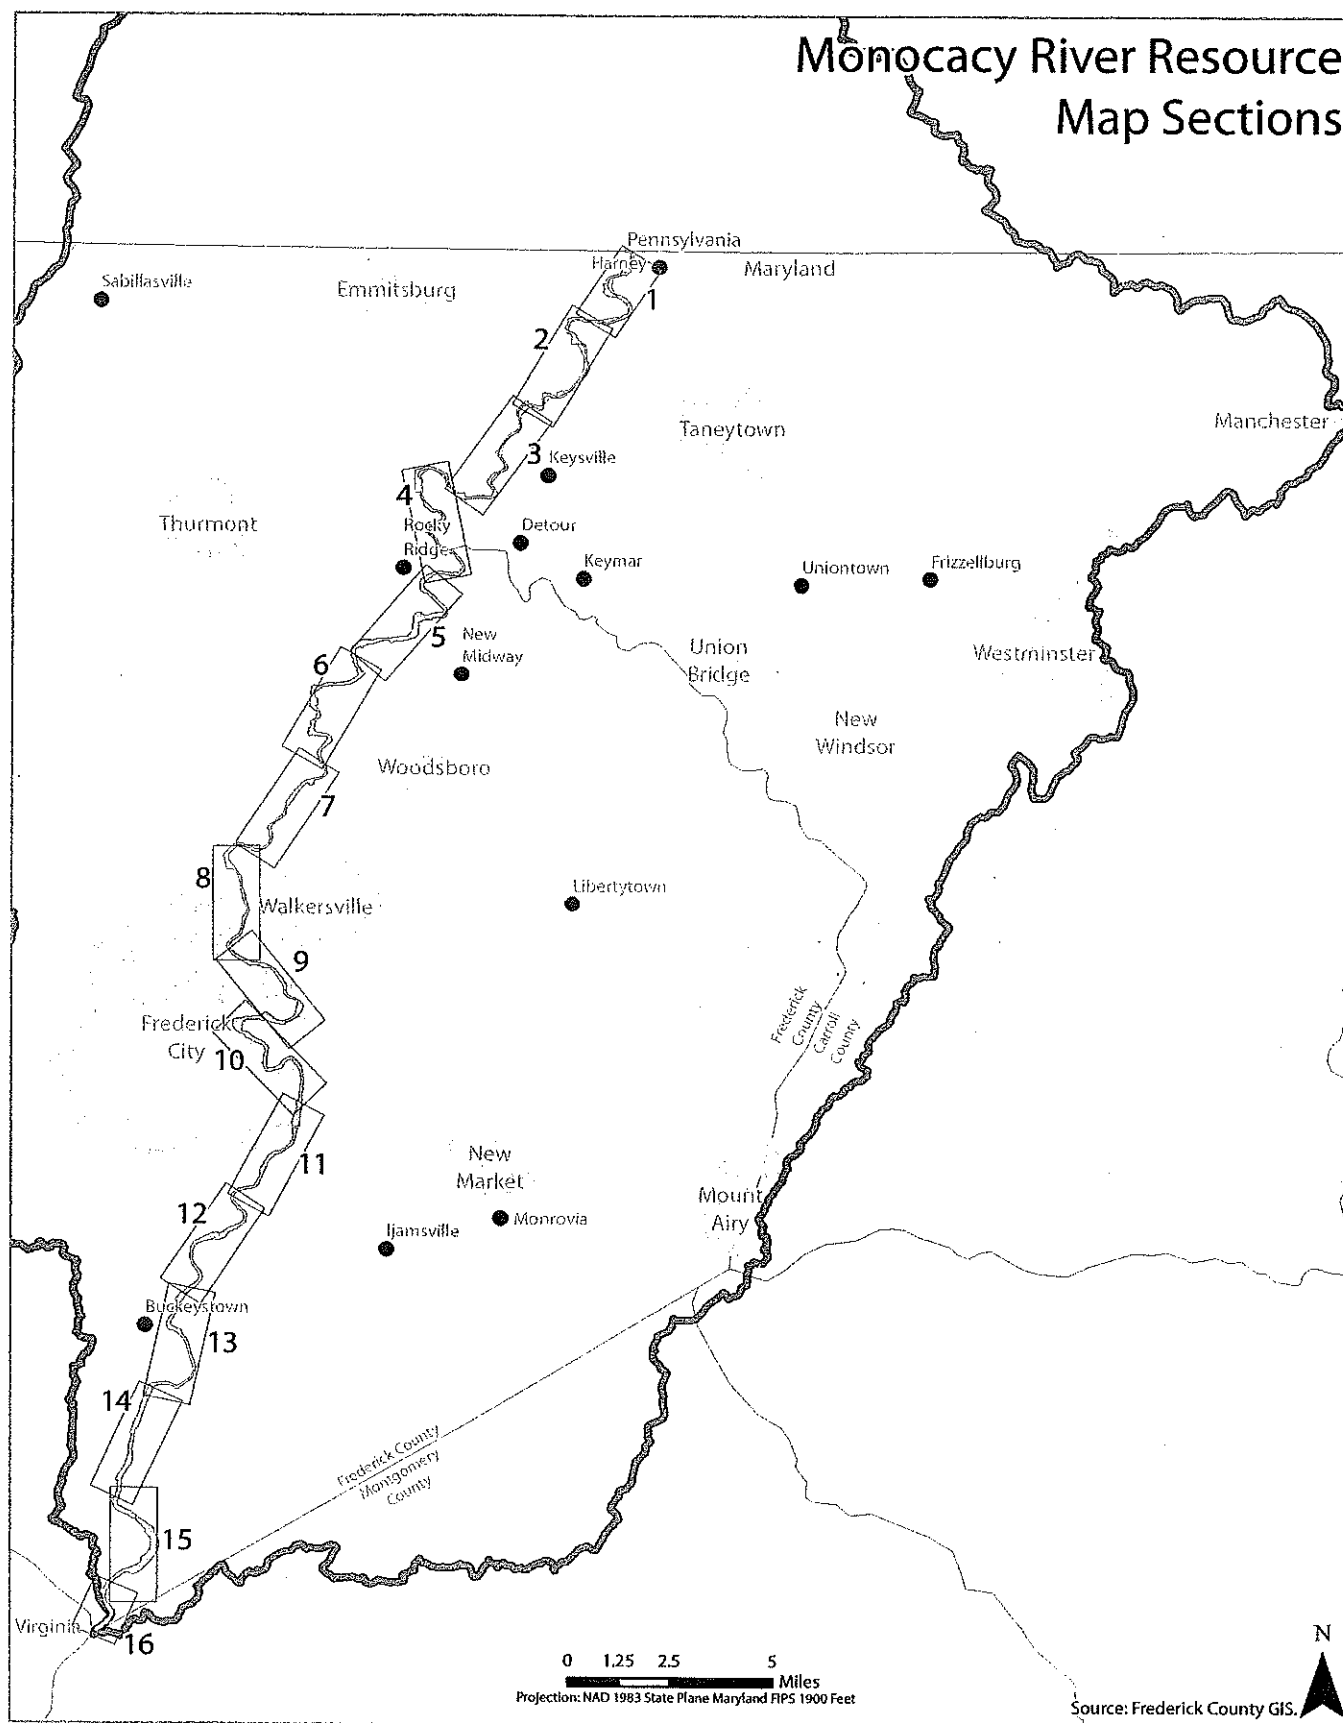 Monocacy River Resource
Map Sections
Pennsylvania
Harney
Maryland
1
Sabillasville
Emmitsburg
2
Taneytown
Manchester
3
Keysville
4
Thurmont
Rocky
Ridge
Detour
Keymar
Uniontown
Frizzellburg
5
New
Midway
Union
Bridge
Westminster
6
New
Windsor
Woodsboro
7
8
Walkersville
Libertytown
9
Frederick
City
10
Frederick
County
Carroll
County
11
New
Market
Mount
Airy
12
Ijamsville
Monrovia
Buckeystown
13
14
Frederick County
Montgomery
County
15
Virginia
16
0 1.25 2.5 5
Miles
Projection: NAD 1983 State Plane Maryland FIPS 1900 Feet
N
Source: Frederick County GIS.